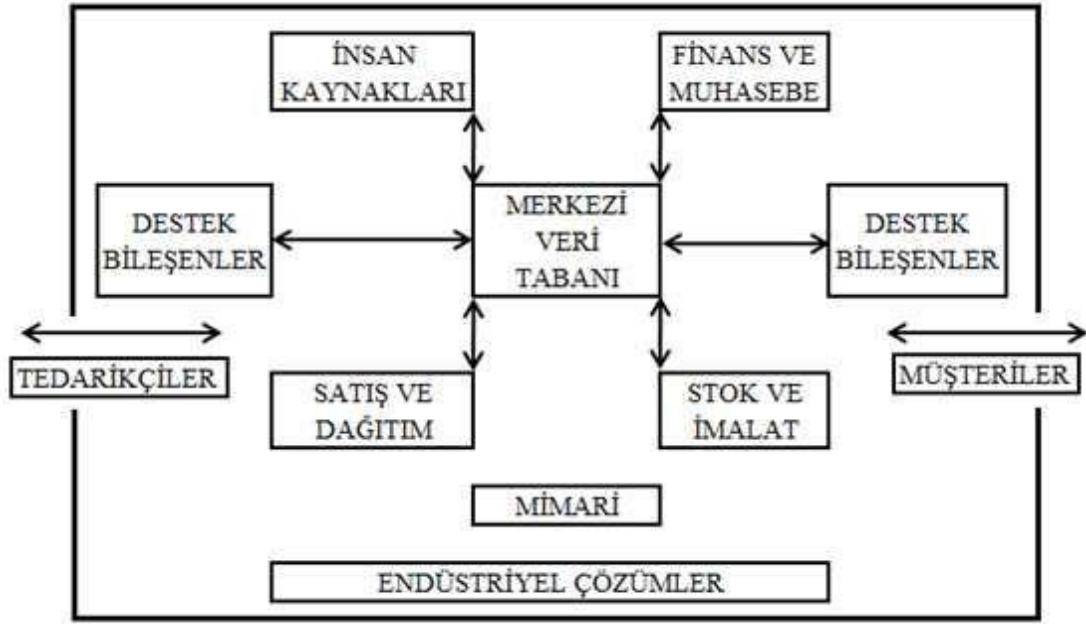 İNSAN
KAYNAKLARI
FİNANS VE
MUHASEBE
DESTEK
BİLEŞENLER
MERKEZİ
VERİ
TABANI
DESTEK
BİLEŞENLER
TEDARİKÇİLER
MÜŞTERİLER
SATIŞ VE
DAĞITIM
STOK VE
İMALAT
MİMARİ
ENDÜSTRİYEL ÇÖZÜMLER